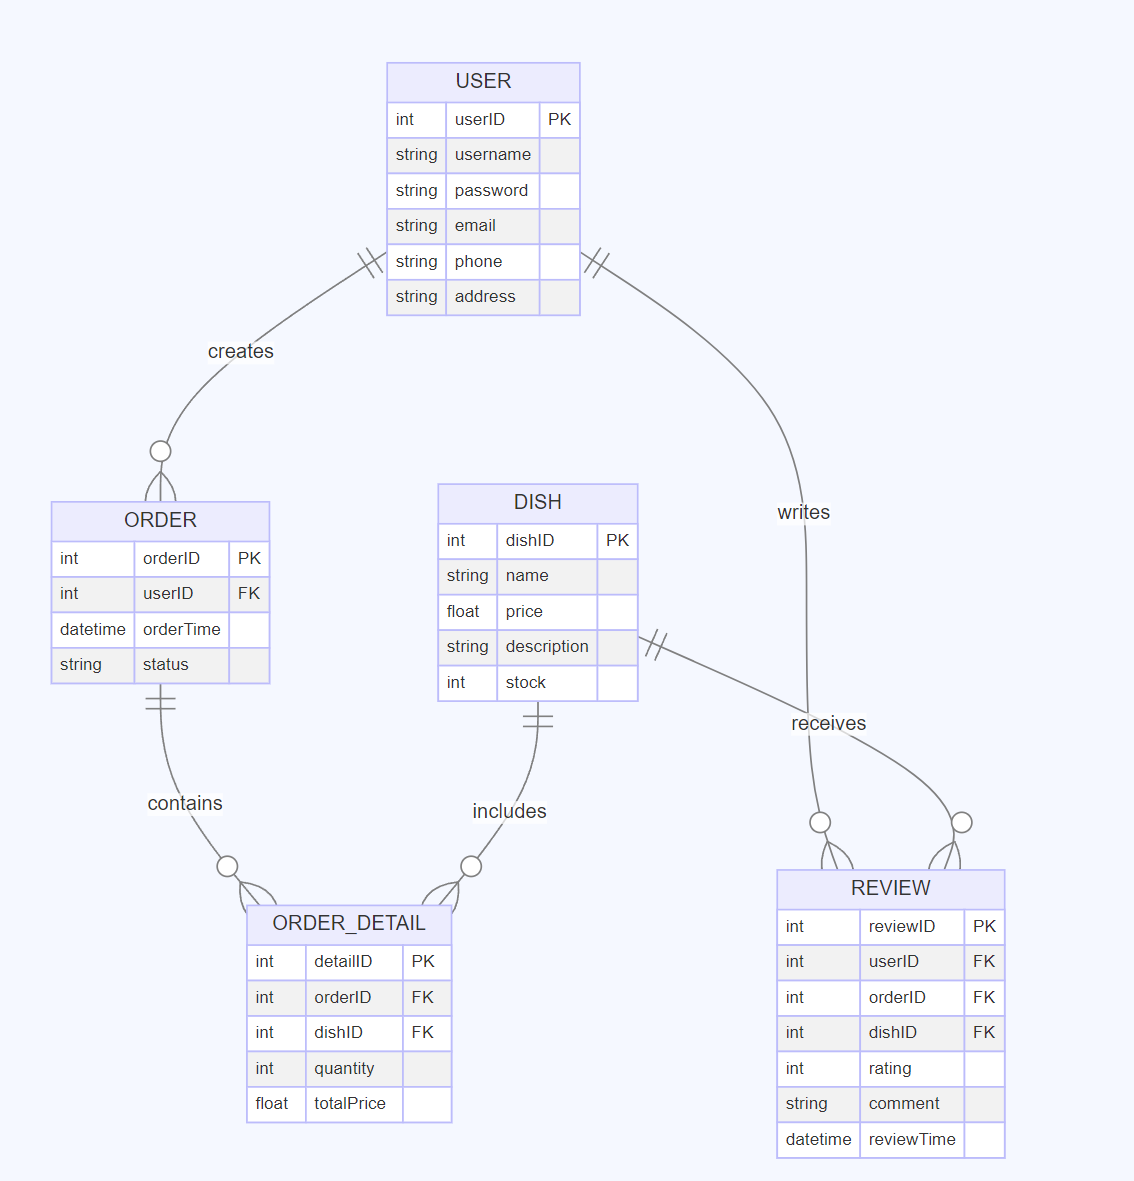 USER
int userID PK
string username
string password
string email
string phone
string address
creates
writes
ORDER
int orderID PK
int userID FK
datetime orderTime
string status
DISH
int dishID PK
string name
float price
string description
int stock
receives
contains
includes
ORDER_DETAIL
int detailID PK
int orderID FK
int dishID FK
int quantity
float totalPrice
REVIEW
int reviewID PK
int userID FK
int orderID FK
int dishID FK
int rating
string comment
datetime reviewTime